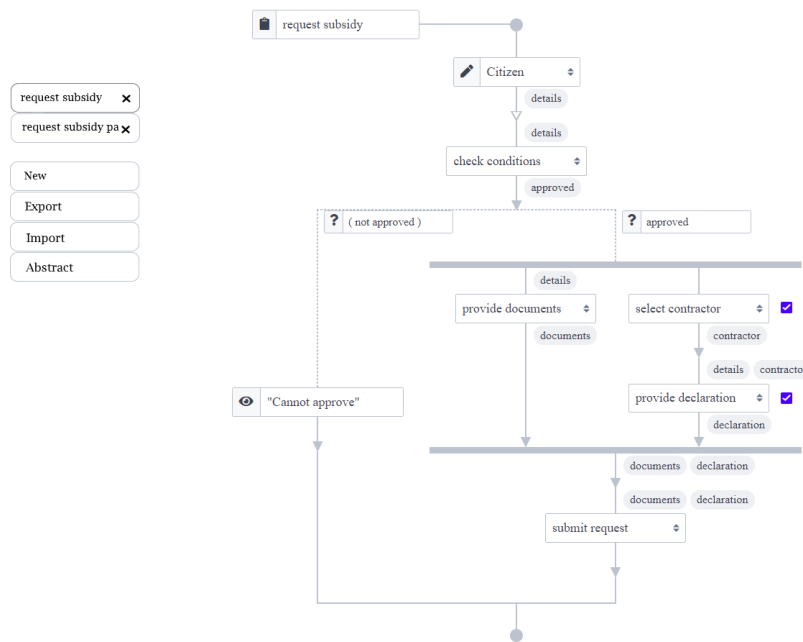 request subsidy
Citizen
details
details
check conditions
approved
? ( not approved )
? approved
details
provide documents
select contractor
documents
contractor
details contracto
"Cannot approve"
provide declaration
declaration
documents declaration
documents declaration
submit request
request subsidy
request subsidy pa
New
Export
Import
Abstract